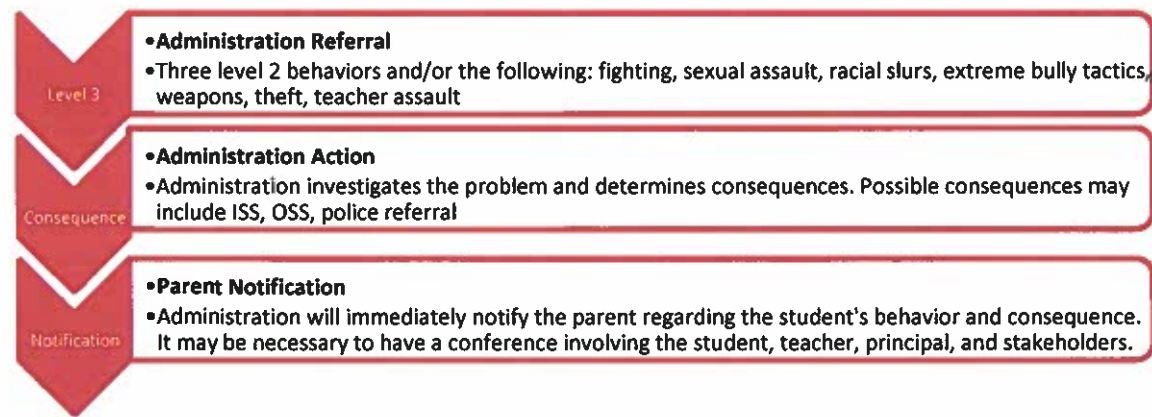 •Administration Referral
Level 3
•Three level 2 behaviors and/or the following: fighting, sexual assault, racial slurs, extreme bully tactics,
weapons, theft, teacher assault
•Administration Action
Consequence
•Administration investigates the problem and determines consequences. Possible consequences may
include ISS, OSS, police referral
•Parent Notification
Notification
•Administration will immediately notify the parent regarding the student's behavior and consequence.
It may be necessary to have a conference involving the student, teacher, principal, and stakeholders.